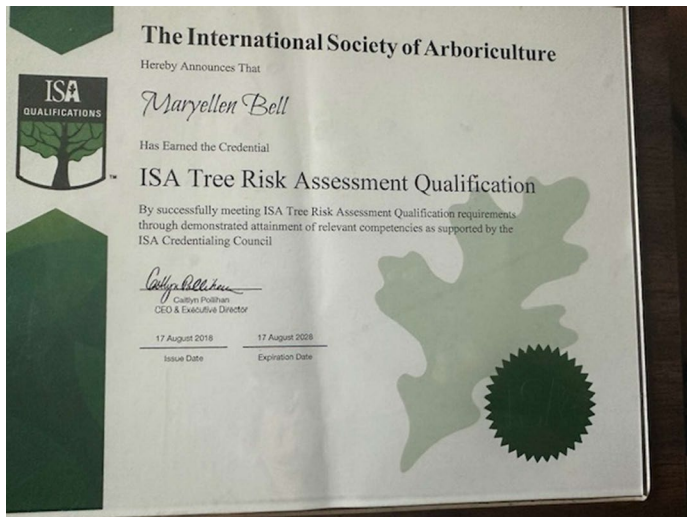 The International Society of Arboriculture
Hereby Announces That
Maryellen Bell
Has Earned the Credential
ISA Tree Risk Assessment Qualification
By successfully meeting ISA Tree Risk Assessment Qualification requirements
through demonstrated attainment of relevant competencies as supported by the
ISA Credentialing Council
Caitlyn Pollihan
Caitlyn Pollihan
CEO & Executive Director
17 August 2018 17 August 2028
Issue Date Expiration Date
ISA
QUALIFICATIONS
TM